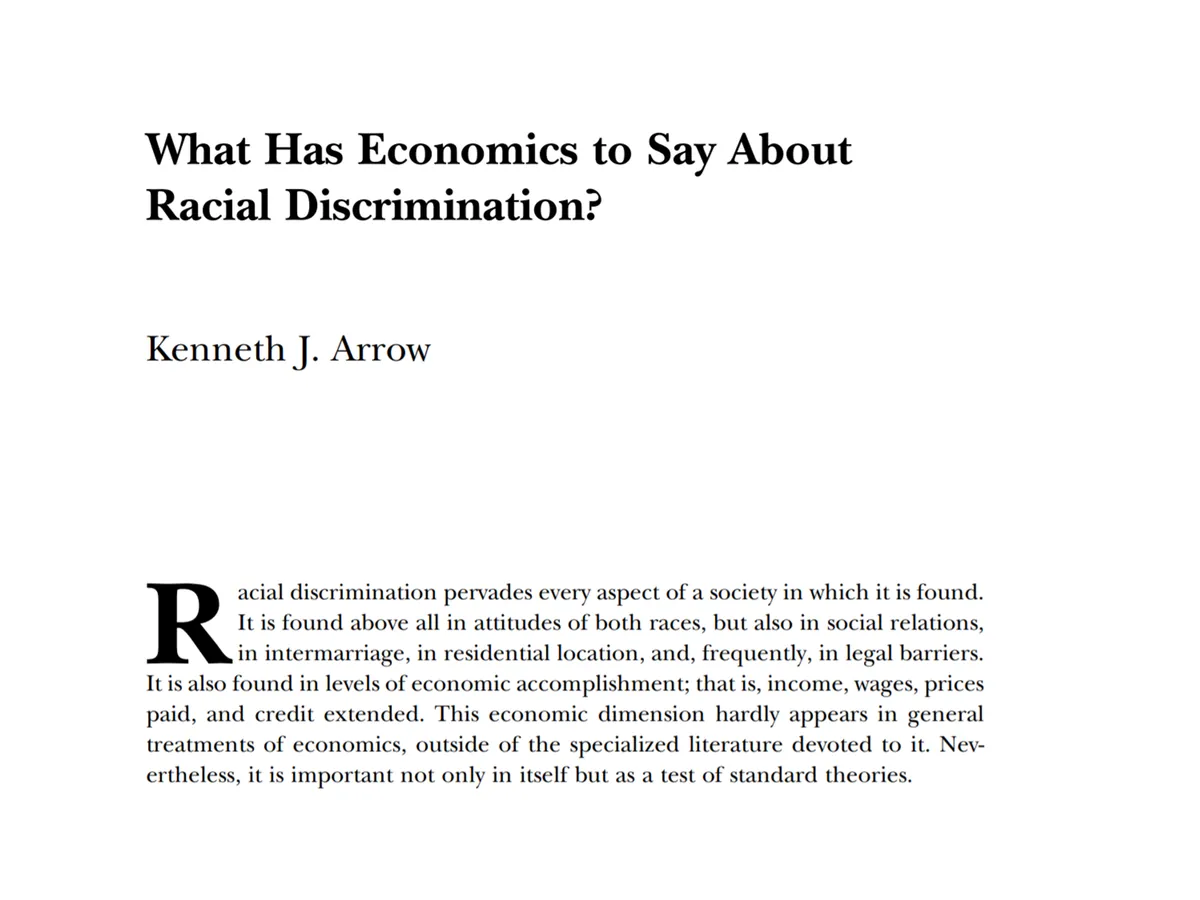 What Has Economics to Say About
Racial Discrimination?
Kenneth J. Arrow
Racial discrimination pervades every aspect of a society in which it is found.
It is found above all in attitudes of both races, but also in social relations,
in intermarriage, in residential location, and, frequently, in legal barriers.
It is also found in levels of economic accomplishment; that is, income, wages, prices
paid, and credit extended. This economic dimension hardly appears in general
treatments of economics, outside of the specialized literature devoted to it. Nev-
ertheless, it is important not only in itself but as a test of standard theories.